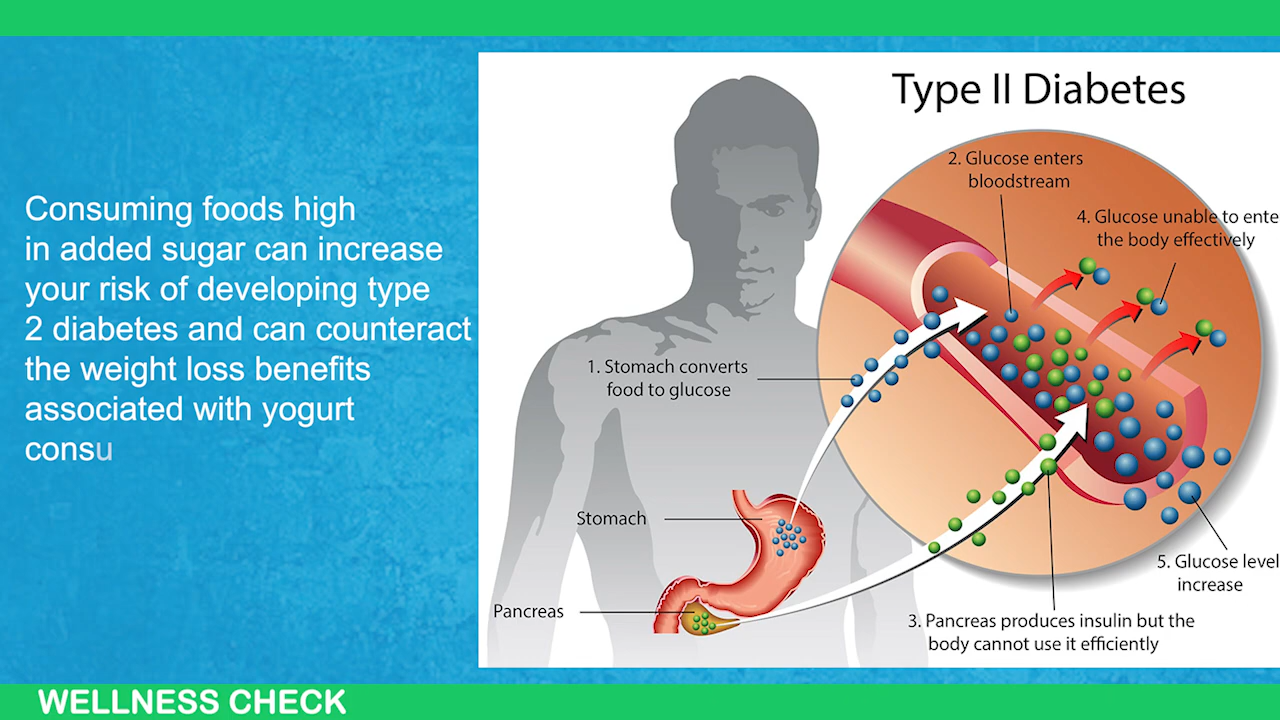 Consuming foods high
in added sugar can increase
your risk of developing type
2 diabetes and can counteract
the weight loss benefits
associated with yogurt
consu
Type II Diabetes
2. Glucose enters
bloodstream
4. Glucose unable to ente
the body effectively
1. Stomach converts
food to glucose
Stomach
Pancreas
5. Glucose level
increase
3. Pancreas produces insulin but the
body cannot use it efficiently
WELLNESS CHECK